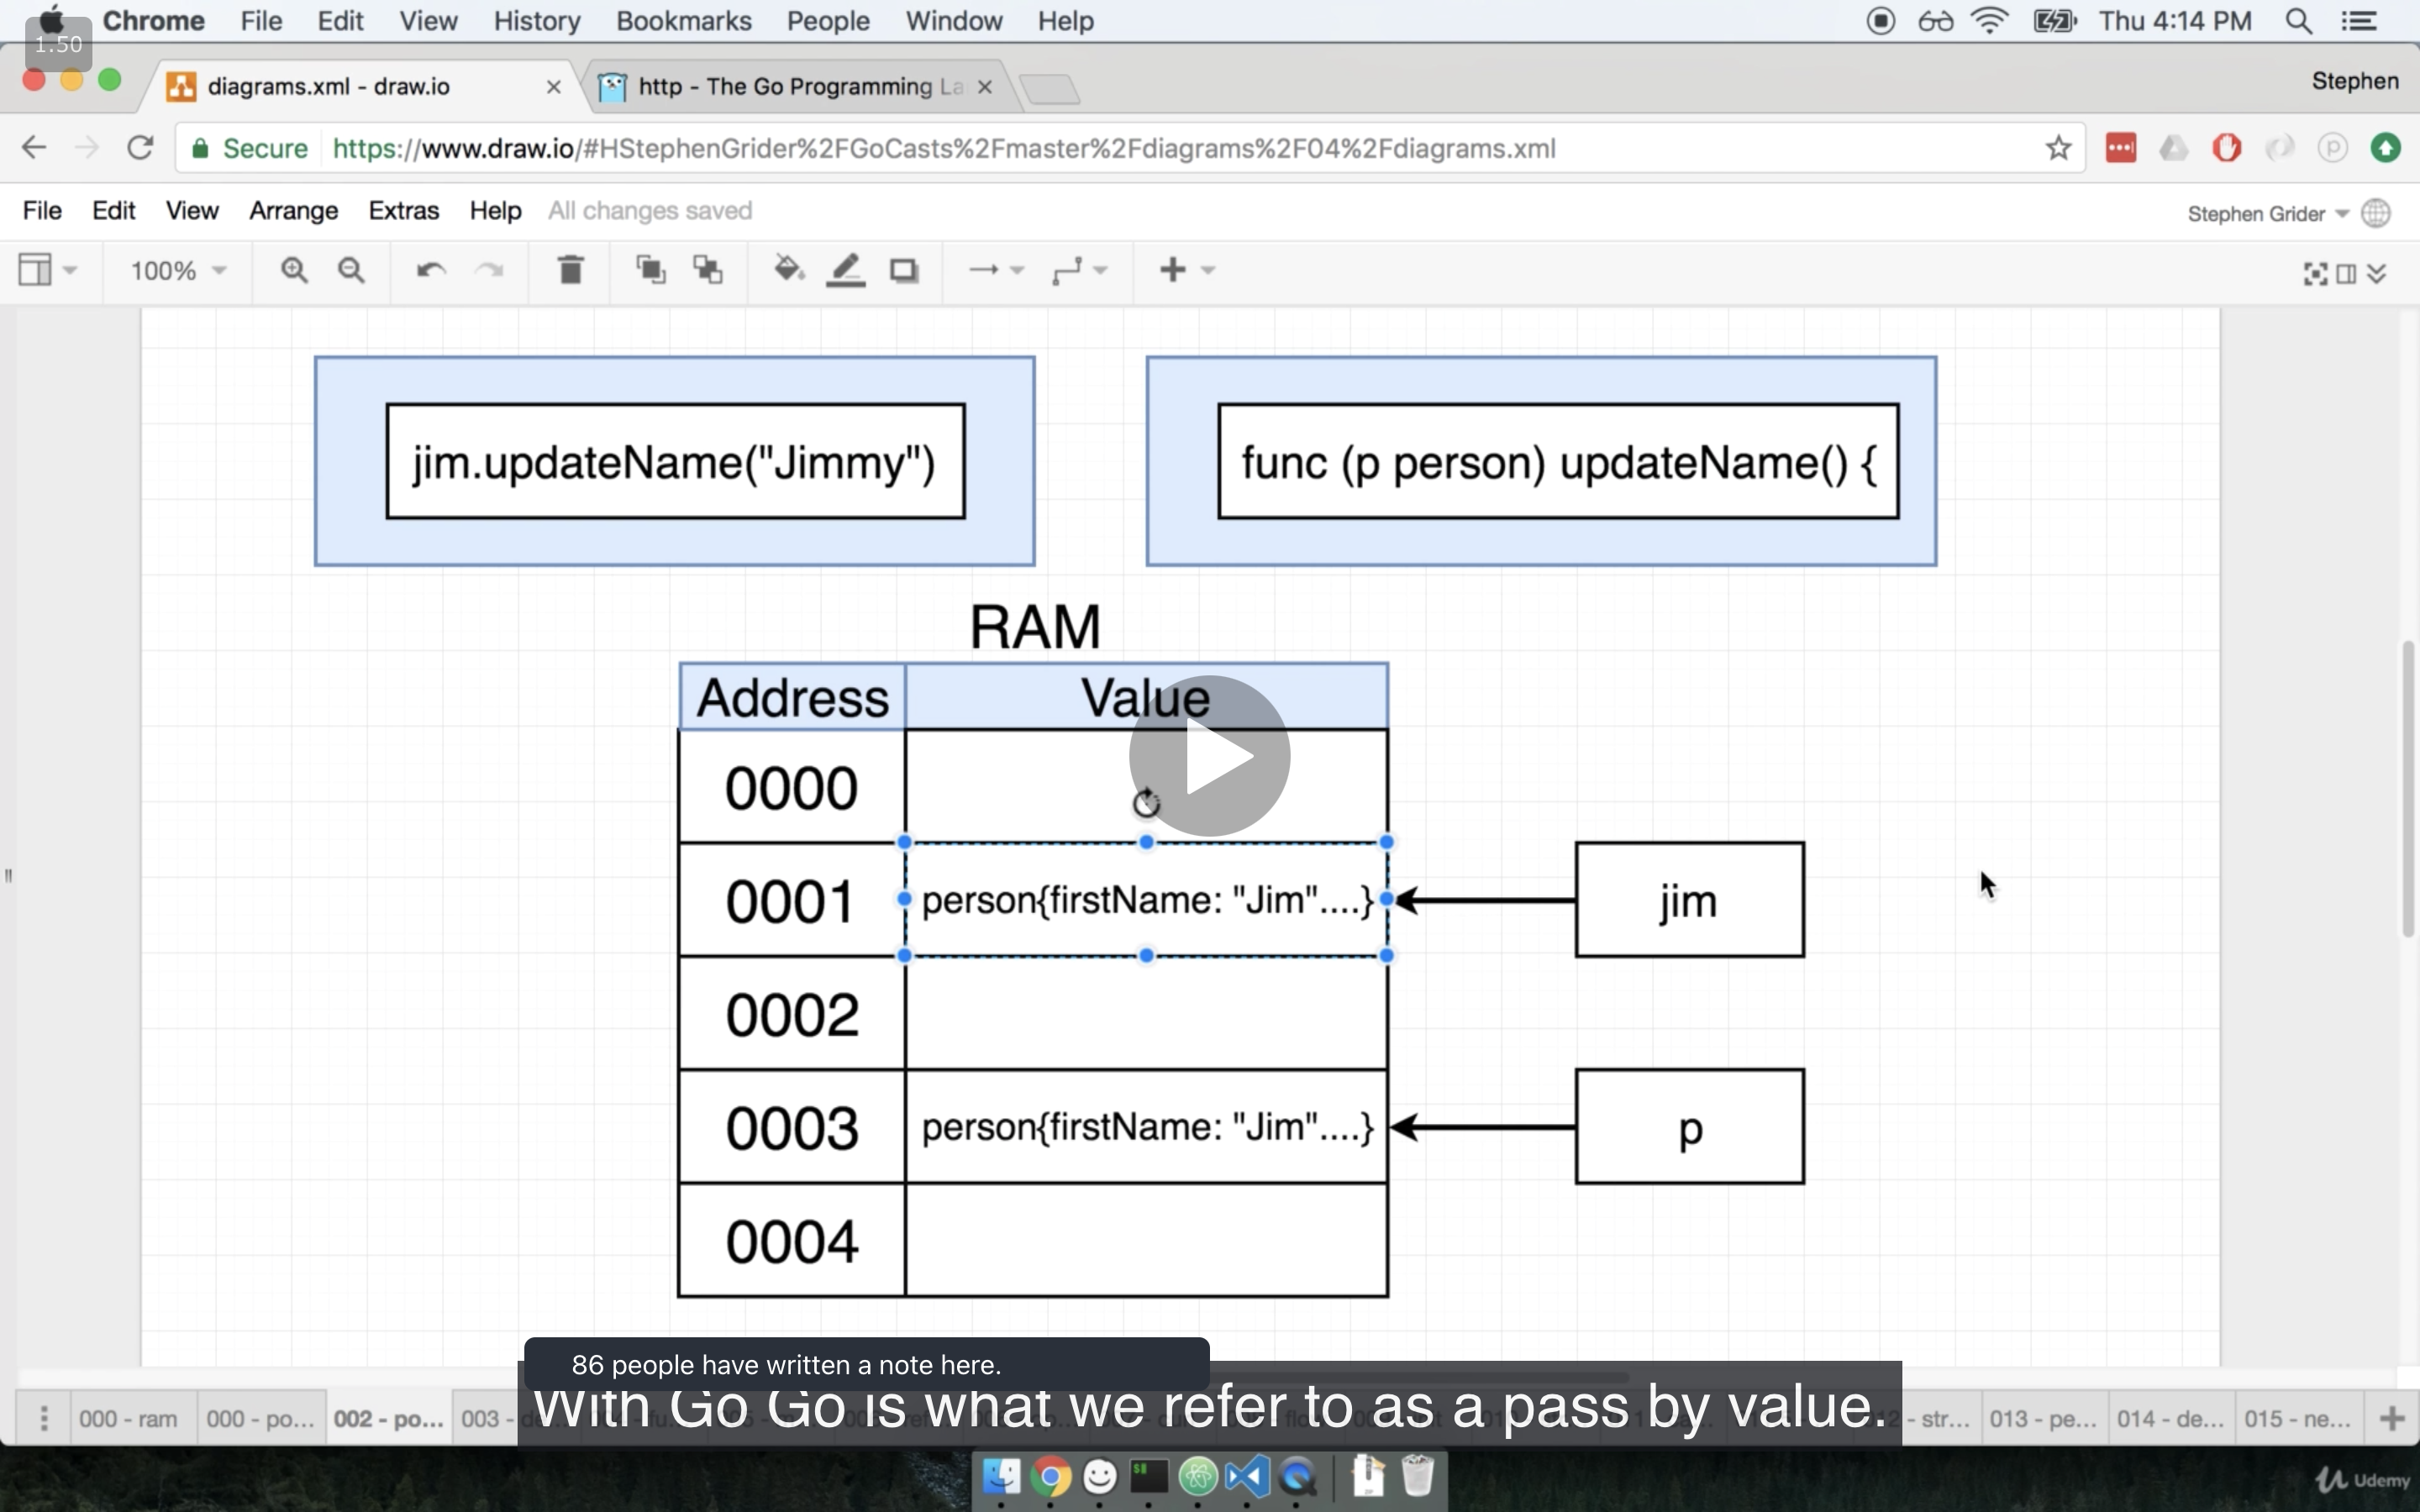 Chrome File Edit View History Bookmarks People Window Help Thu 4:14 PM
1.50
diagrams.xml - draw.io http - The Go Programming La Stephen
Secure https://www.draw.io/#HStephenGrider%2FGoCasts%2Fmaster%2Fdiagrams%2F04%2Fdiagrams.xml
File Edit View Arrange Extras Help All changes saved Stephen Grider
100%
jim.updateName("Jimmy") func (p person) updateName() {
RAM
Address Value
0000
0001 person{firstName: "Jim"....} jim
0002
0003 person{firstName: "Jim"....} p
0004
86 people have written a note here.
With Go Go is what we refer to as a pass by value.
000 - ram 000 - po... 002 - po... 003 - - str... 013 - pe... 014 - de... 015 - ne...
Udemy